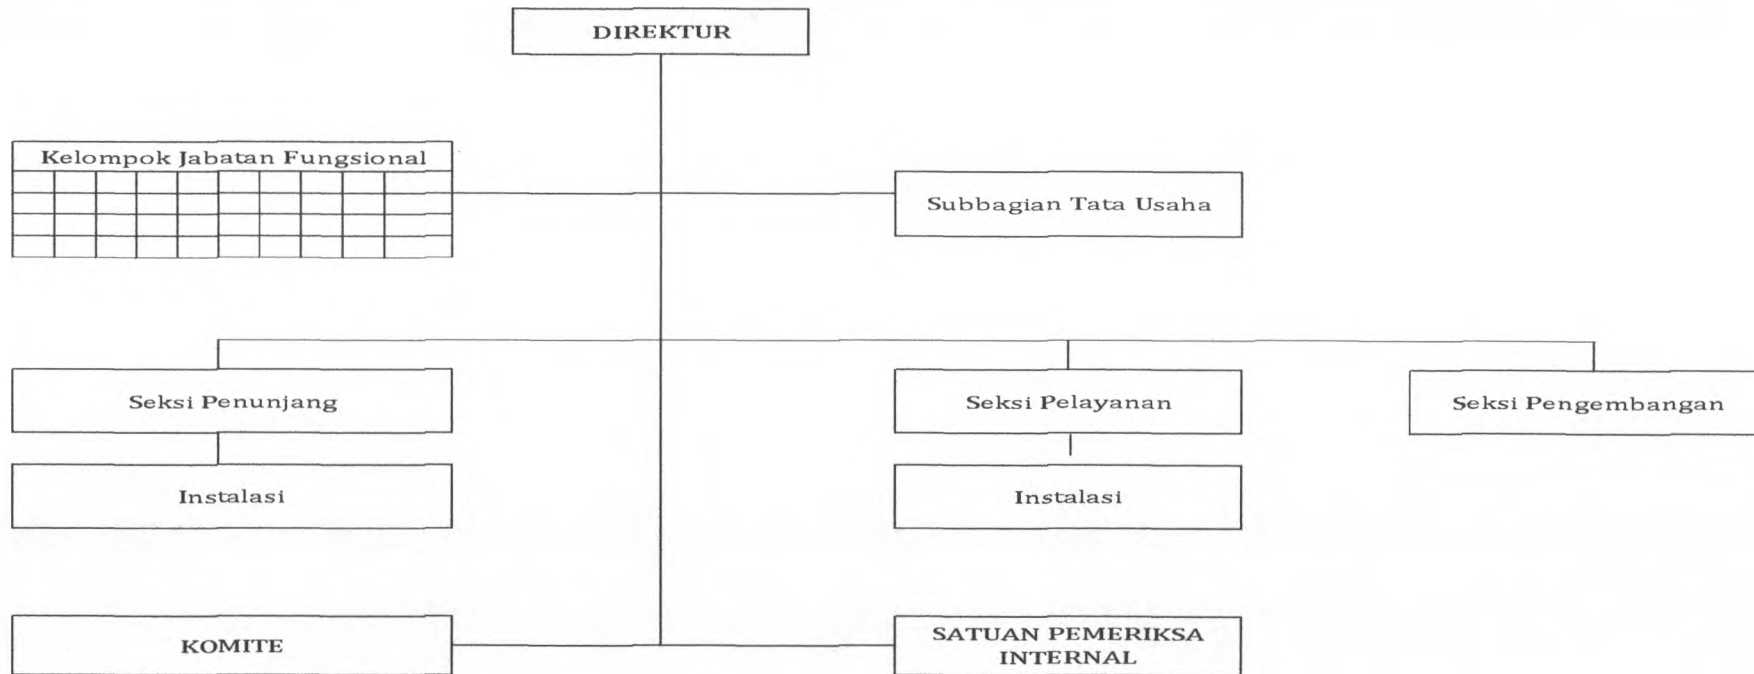 DIREKTUR
Kelompok Jabatan Fungsional
Subbagian Tata Usaha
Seksi Penunjang
Seksi Pelayanan
Seksi Pengembangan
Instalasi
Instalasi
KOMITE
SATUAN PEMERIKSA
INTERNAL